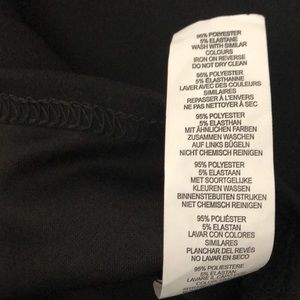 95% POLYESTER
5% ELASTANE
WASH WITH SIMILAR
COLOURS
IRON ON REVERSE
DO NOT DRY CLEAN
95% POLYESTER
5% ÉLASTHANNE
LAVER AVEC DES COULEURS
SIMILAIRES
REPASSER À L'ENVERS
NE PAS NETTOYER À SEC
95% POLYESTER
5% ELASTHAN
MIT ÄHNLICHEN FARBEN
ZUSAMMEN WASCHEN
AUF LINKS BÜGELN
NICHT CHEMISCH REINIGEN
95% POLYESTER
5% ELASTAAN
MET SOORTGELIJKE
KLEUREN WASSEN
BINNENSTEBUITEN STRIJKEN
NIET CHEMISCH REINIGEN
95% POLIÉSTER
5% ELASTÁN
LAVAR CON COLORES
SIMILARES
PLANCHAR DEL REVÉS
NO LAVAR EN SECO
95% POLIESTERE
5% ELASTAN